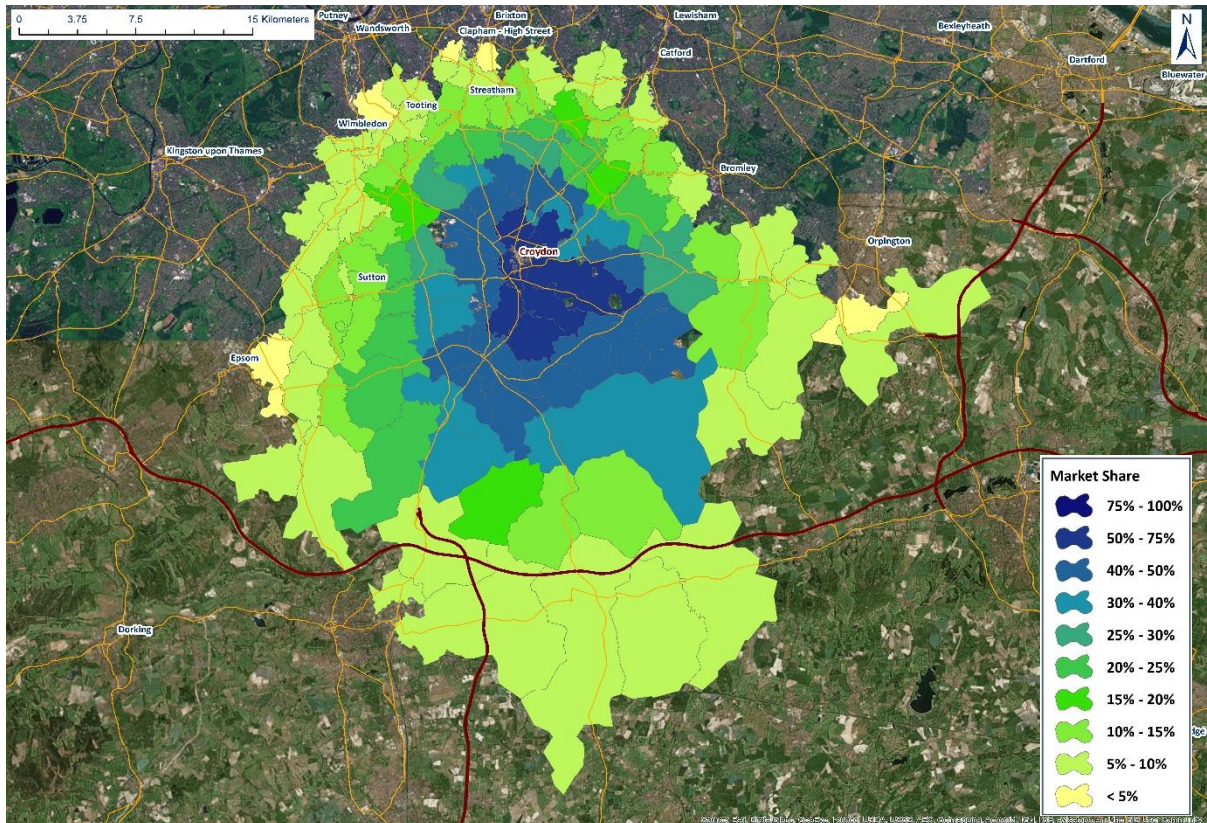 0 3.75 7.5 15 Kilometers
Putney
Brixton
Lewisham
Wandsworth
Clapham - High Street
Bexleyheath
N
Catford
Dartford
Bluewater
Streatham
Tooting
Wimbledon
Kingston upon Thames
Bromley
Orpington
Croydon
Sutton
Epsom
Dorking
Market Share
75% - 100%
50% - 75%
40% - 50%
30% - 40%
25% - 30%
20% - 25%
15% - 20%
10% - 15%
5% - 10%
< 5%